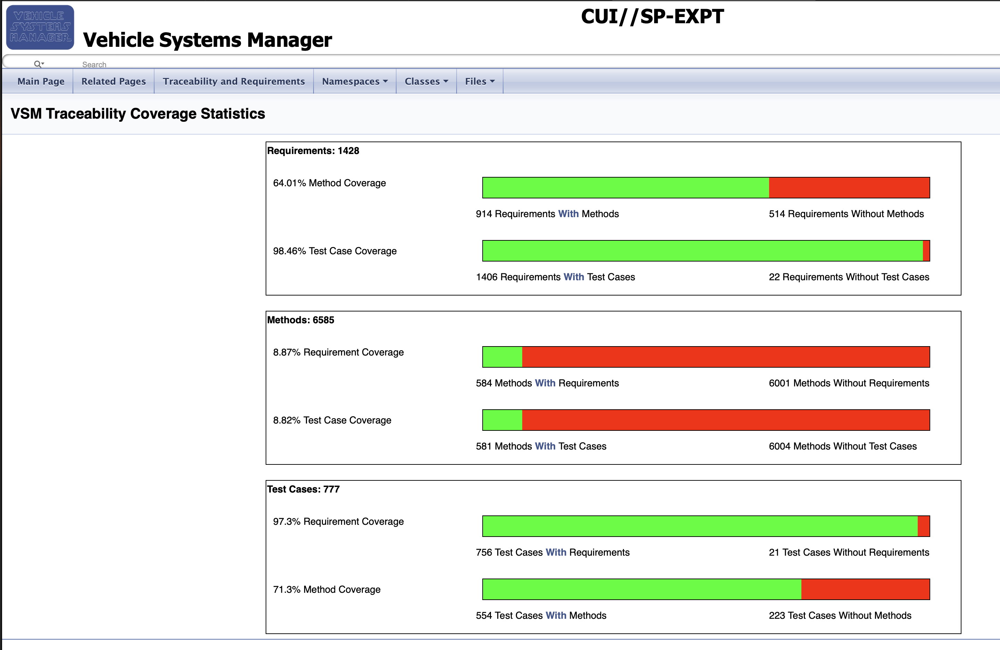 VEHICLE
SYSTEMS
MANAGER
CUI//SP-EXPT
Vehicle Systems Manager
Search
Main Page Related Pages Traceability and Requirements Namespaces Classes Files
VSM Traceability Coverage Statistics
Requirements: 1428
64.01% Method Coverage
914 Requirements With Methods 514 Requirements Without Methods
98.46% Test Case Coverage
1406 Requirements With Test Cases 22 Requirements Without Test Cases
Methods: 6585
8.87% Requirement Coverage
584 Methods With Requirements 6001 Methods Without Requirements
8.82% Test Case Coverage
581 Methods With Test Cases 6004 Methods Without Test Cases
Test Cases: 777
97.3% Requirement Coverage
756 Test Cases With Requirements 21 Test Cases Without Requirements
71.3% Method Coverage
554 Test Cases With Methods 223 Test Cases Without Methods